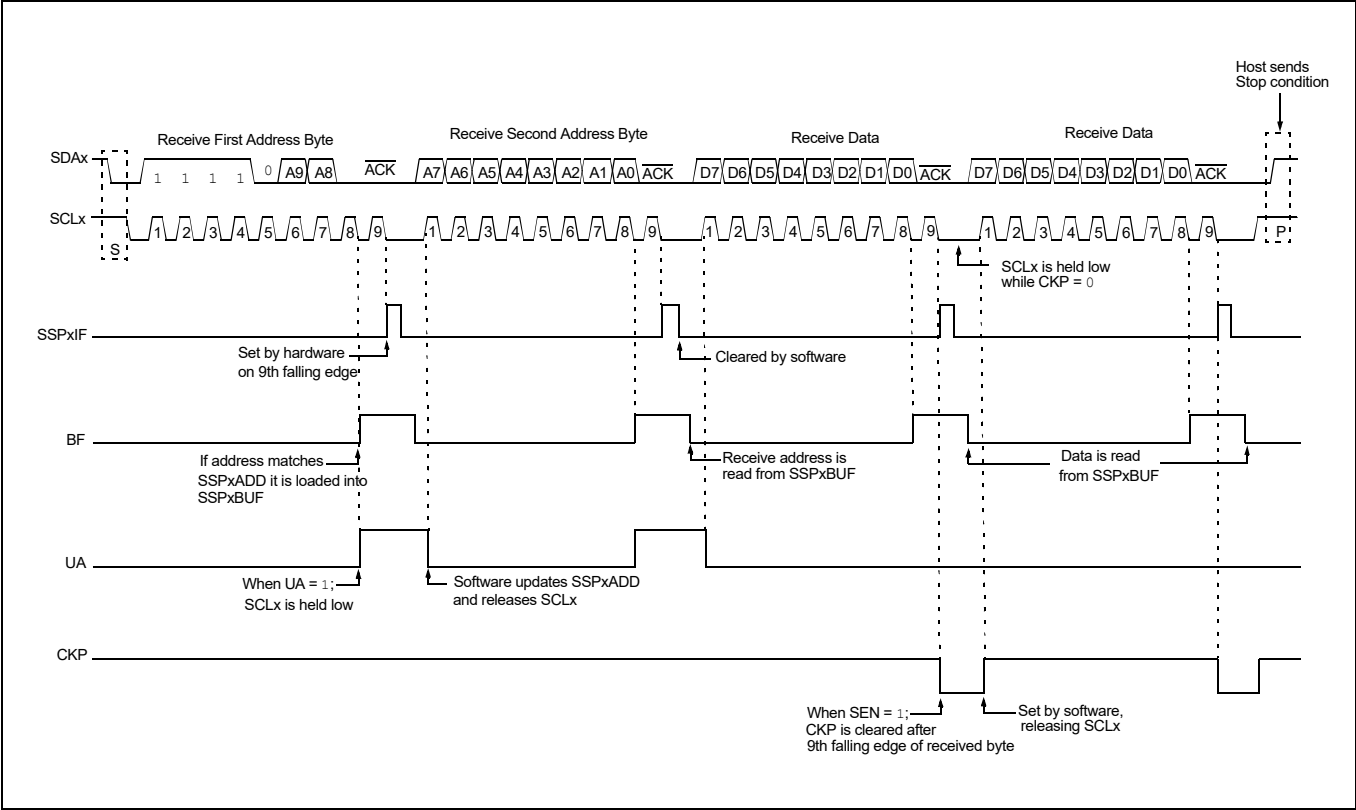 Host sends
Stop condition
Receive First Address Byte
Receive Second Address Byte
Receive Data
Receive Data
SDAx
1 1 1 1 0 A9 A8 ACK A7 A6 A5 A4 A3 A2 A1 A0 ACK D7 D6 D5 D4 D3 D2 D1 D0 ACK D7 D6 D5 D4 D3 D2 D1 D0 ACK
SCLx
S 1 2 3 4 5 6 7 8 9 1 2 3 4 5 6 7 8 9 1 2 3 4 5 6 7 8 9 1 2 3 4 5 6 7 8 9 P
SCLx is held low
while CKP = 0
SSPxIF
Set by hardware
on 9th falling edge
Cleared by software
BF
If address matches
SSPxADD it is loaded into
SSPxBUF
Receive address is
read from SSPxBUF
Data is read
from SSPxBUF
UA
When UA = 1;
SCLx is held low
Software updates SSPxADD
and releases SCLx
CKP
When SEN = 1;
CKP is cleared after
9th falling edge of received byte
Set by software,
releasing SCLx